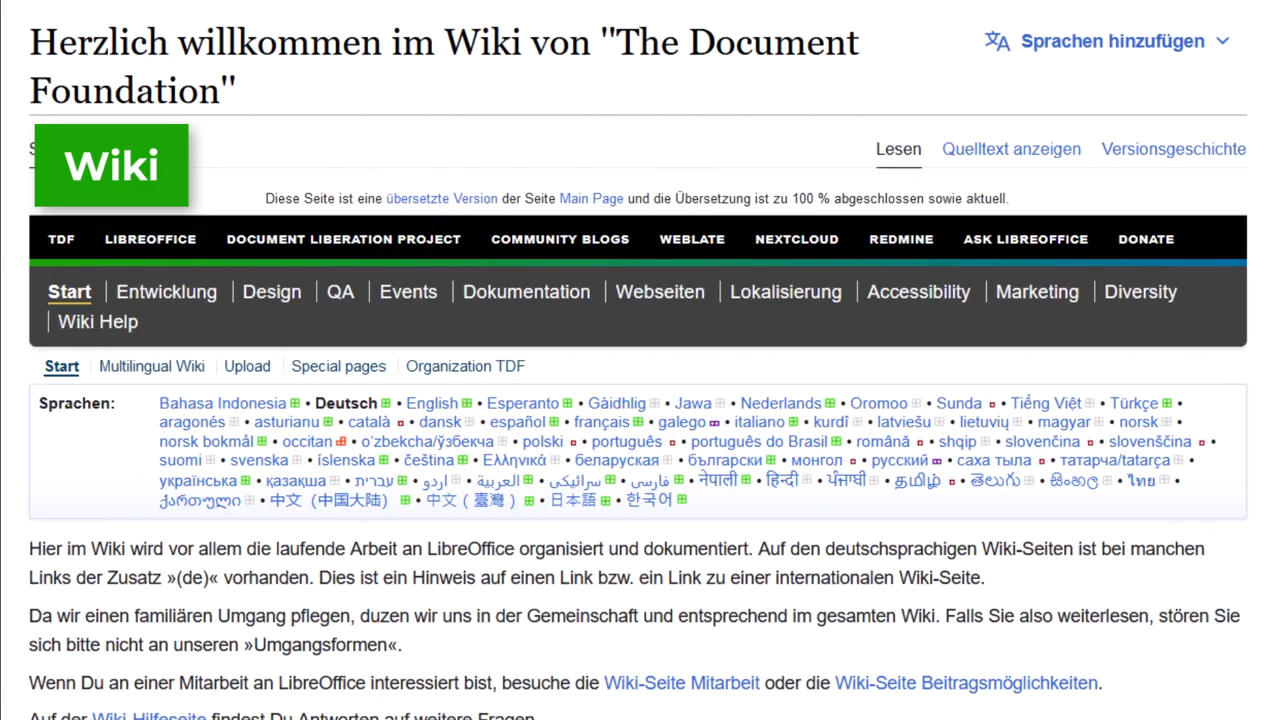 Herzlich willkommen im Wiki von "The Document
Foundation"
Sprachen hinzufügen
Wiki
Lesen Quelltext anzeigen Versionsgeschichte
Diese Seite ist eine übersetzte Version der Seite Main Page und die Übersetzung ist zu 100 % abgeschlossen sowie aktuell.
TDF LIBREOFFICE DOCUMENT LIBERATION PROJECT COMMUNITY BLOGS WEBLATE NEXTCLOUD REDMINE ASK LIBREOFFICE DONATE
Start Entwicklung Design QA Events Dokumentation Webseiten Lokalisierung Accessibility Marketing Diversity
Wiki Help
Start Multilingual Wiki Upload Special pages Organization TDF
Sprachen: Bahasa Indonesia • Deutsch • English • Esperanto • Gàidhlig • Jawa • Nederlands • Oromoo • Sunda • Tiếng Việt • Türkçe •
aragonés • asturianu • català • dansk • español • français • galego • italiano • kurdî • latviešu • lietuvių • magyar • norsk •
norsk bokmål • occitan • oʻzbekcha/ўзбекча • polski • português • português do Brasil • română • shqip • slovenčina • slovenščina •
suomi • svenska • íslenska • čeština • Ελληνικά • беларуская • български • монгол • русский • саха тыла • татарча/tatarça •
українська • қазақша • עברית • اردو • العربية • سرائیکی • فارسی • नेपाली • हिन्दी • ਪੰਜਾਬੀ • தமிழ் • తెలుగు • සිංහල • ไทย •
ქართული • 中文（中国大陆） • 中文（臺灣） • 日本語 • 한국어
Hier im Wiki wird vor allem die laufende Arbeit an LibreOffice organisiert und dokumentiert. Auf den deutschsprachigen Wiki-Seiten ist bei manchen
Links der Zusatz »(de)« vorhanden. Dies ist ein Hinweis auf einen Link bzw. ein Link zu einer internationalen Wiki-Seite.
Da wir einen familiären Umgang pflegen, duzen wir uns in der Gemeinschaft und entsprechend im gesamten Wiki. Falls Sie also weiterlesen, stören Sie
sich bitte nicht an unseren »Umgangsformen«.
Wenn Du an einer Mitarbeit an LibreOffice interessiert bist, besuche die Wiki-Seite Mitarbeit oder die Wiki-Seite Beitragsmöglichkeiten.
Auf der Wiki-Hilfeseite findest Du Antworten auf weitere Fragen.